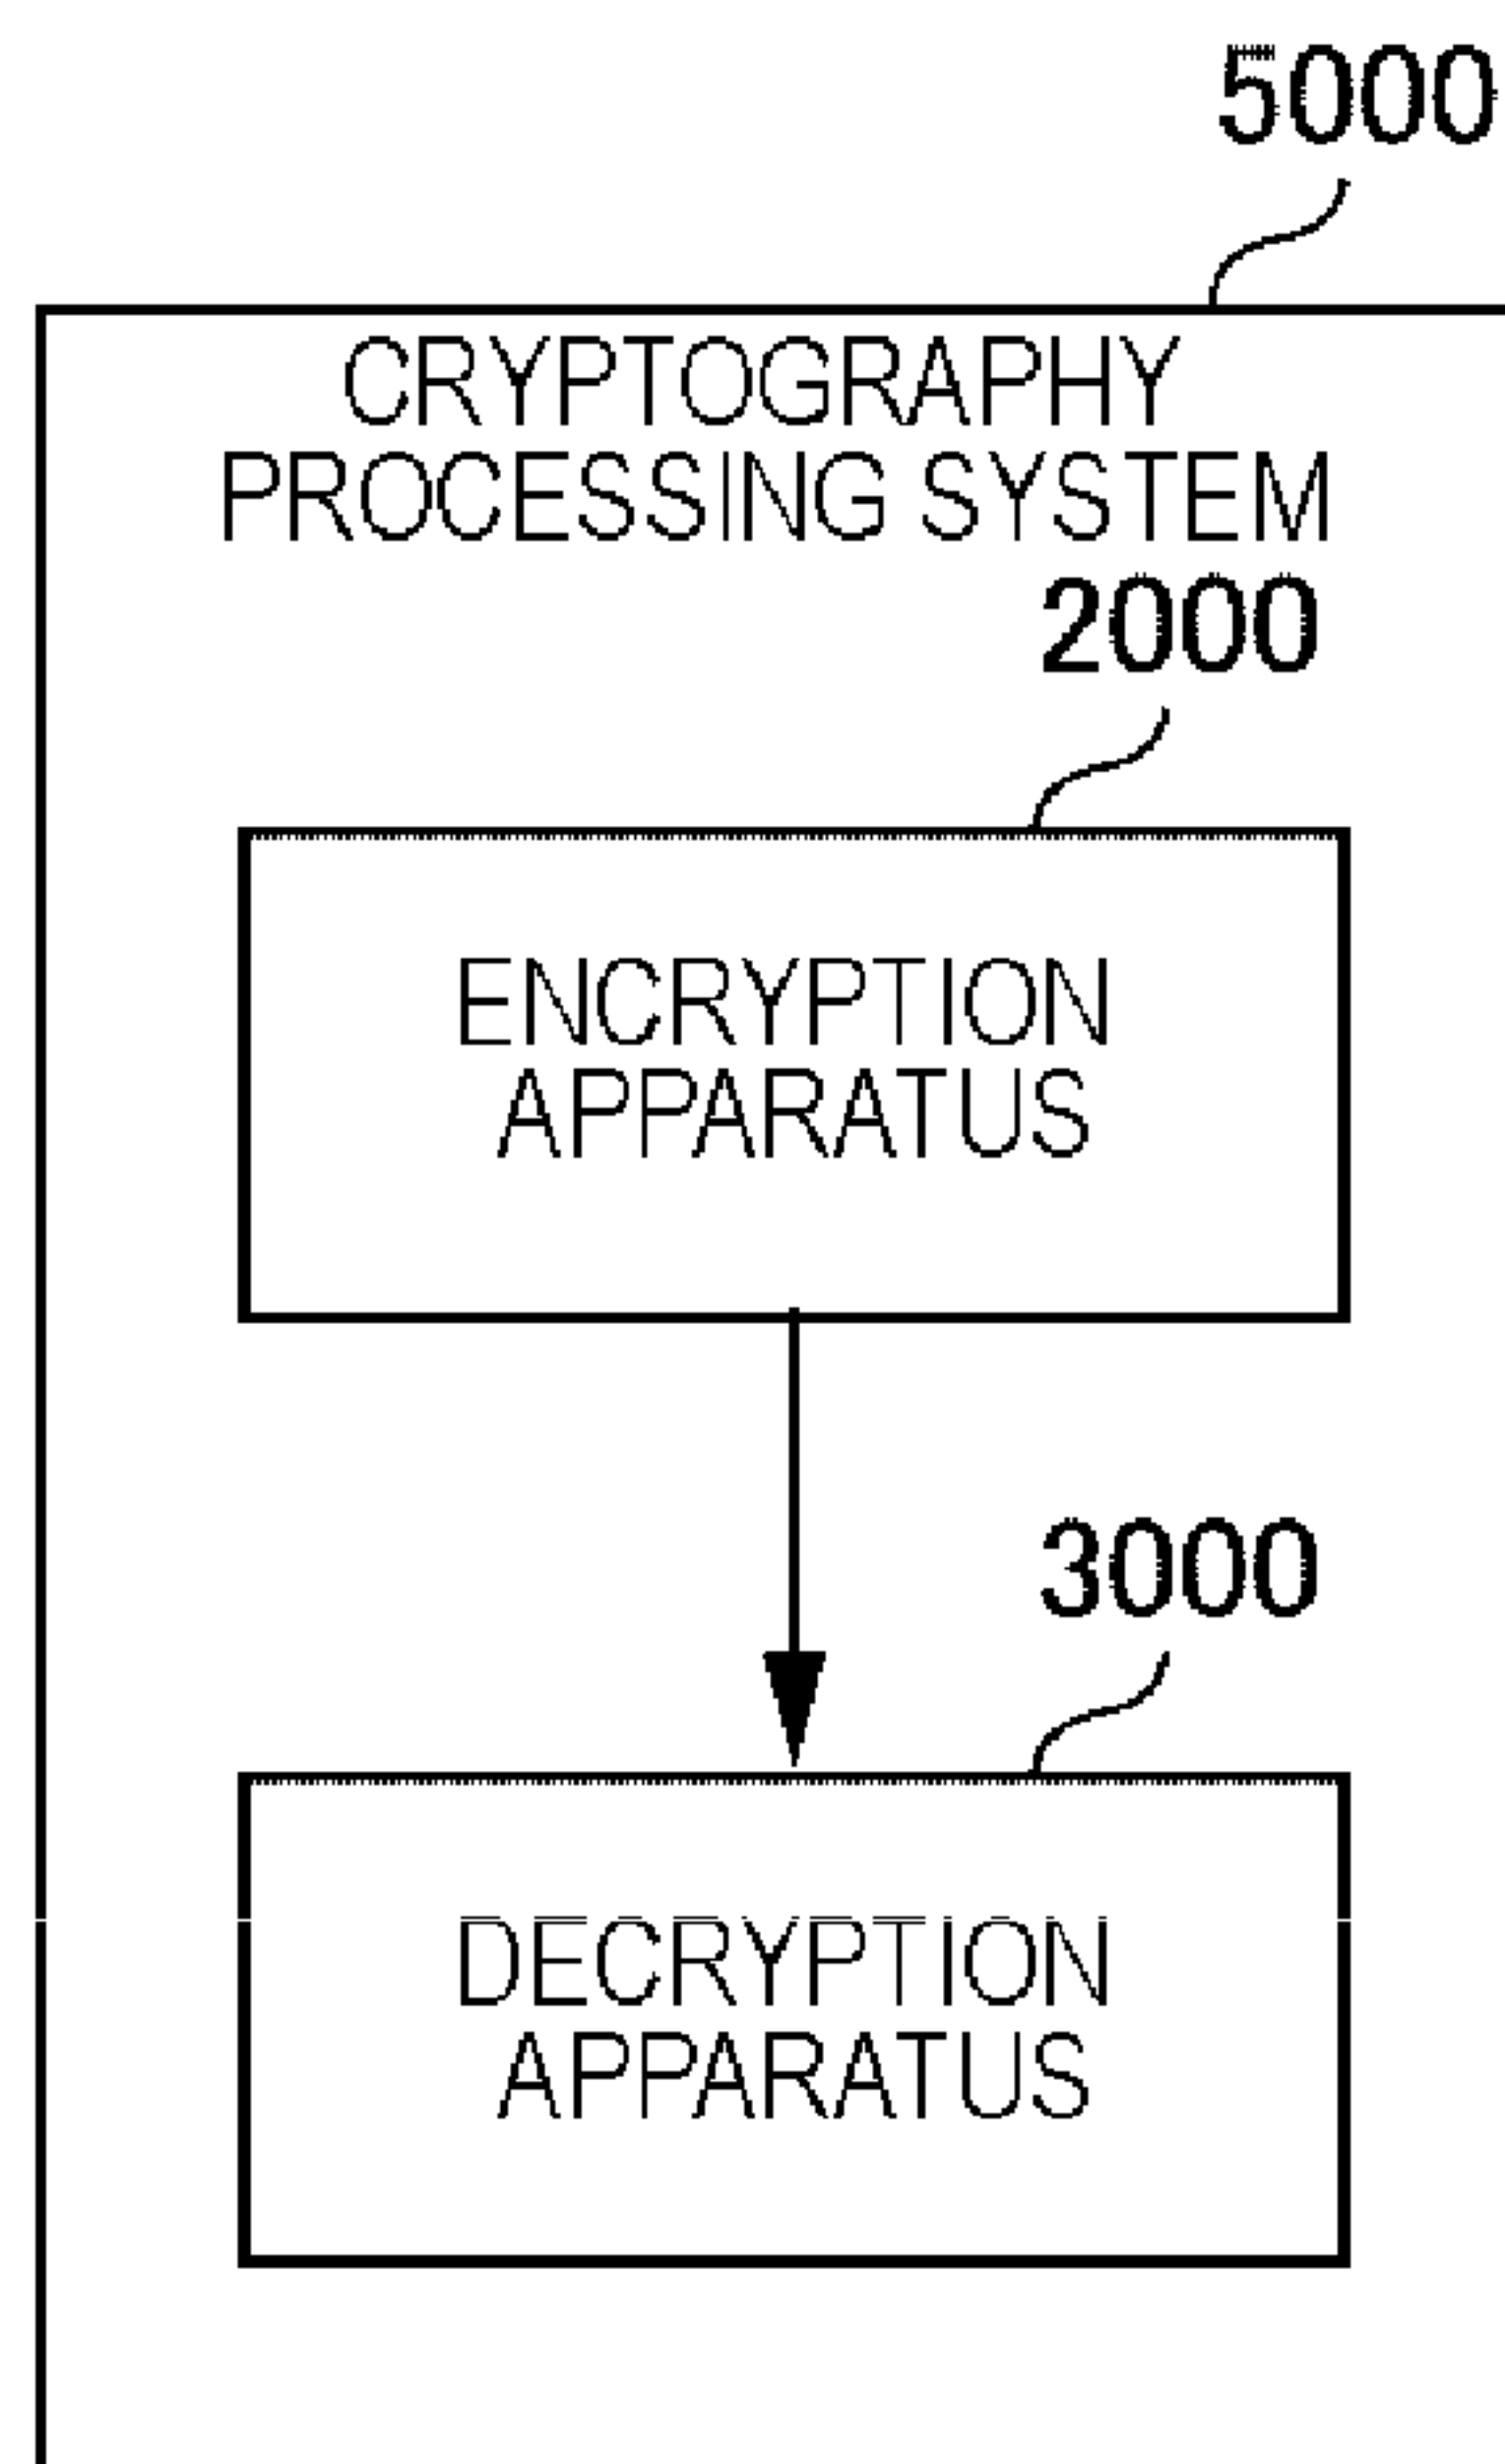 5000
CRYPTOGRAPHY
PROCESSING SYSTEM
2000
ENCRYPTION
APPARATUS
3000
DECRYPTION
APPARATUS